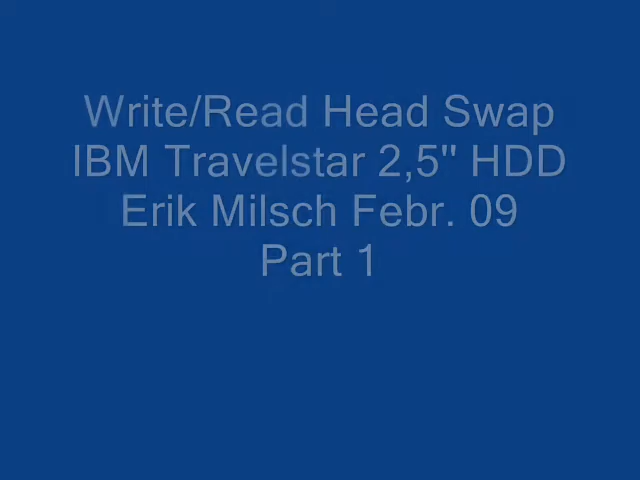 Write/Read Head Swap
IBM Travelstar 2,5" HDD
Erik Milsch Febr. 09
Part 1